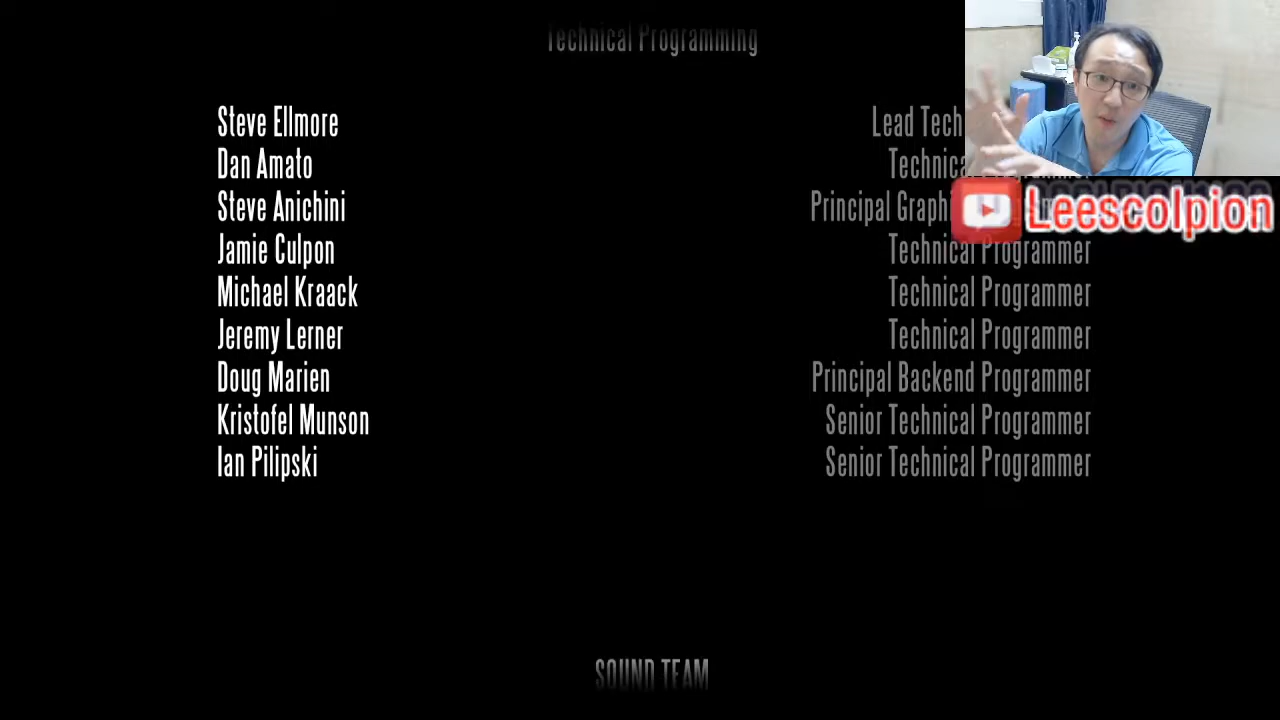 Technical Programming
Steve Ellmore Lead Tech
Dan Amato Technical Programmer
Steve Anichini Principal
Leescolpion
Jamie Culpon Technical Programmer
Michael Kraack Technical Programmer
Jeremy Lerner Technical Programmer
Doug Marien Principal Backend Programmer
Kristofel Munson Senior Technical Programmer
Ian Pilipski Senior Technical Programmer
SOUND TEAM